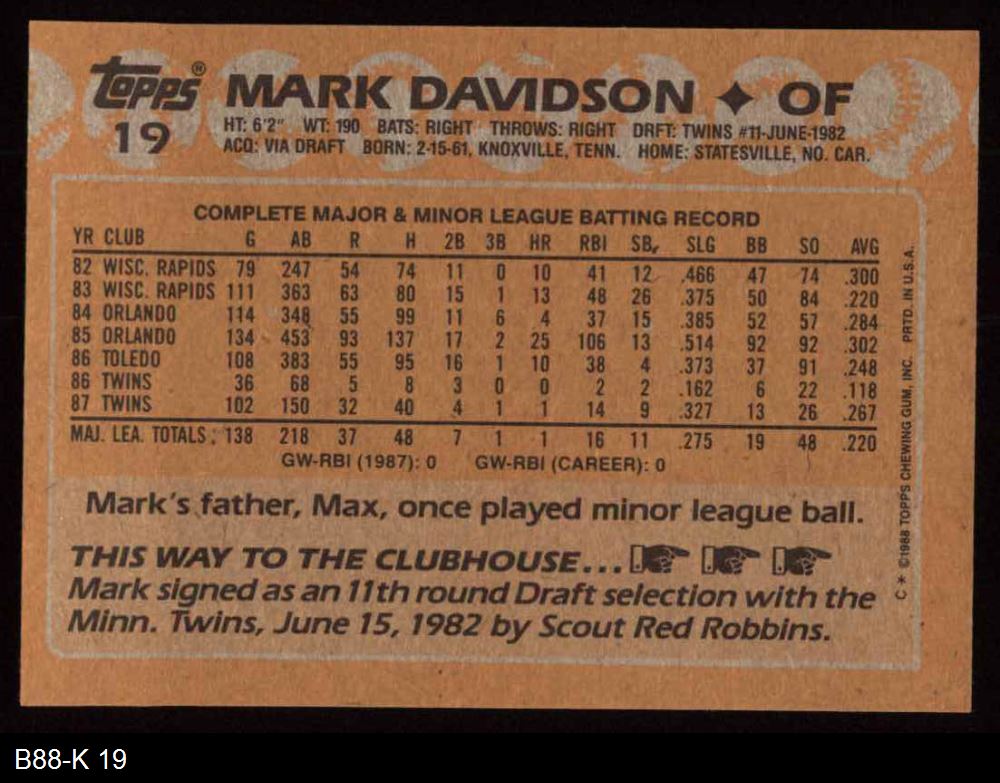 Topps® MARK DAVIDSON ✦ OF
19 HT: 6'2" WT: 190 BATS: RIGHT THROWS: RIGHT DRFT: TWINS #11-JUNE-1982
ACQ: VIA DRAFT BORN: 2-15-61, KNOXVILLE, TENN. HOME: STATESVILLE, NO. CAR.
COMPLETE MAJOR & MINOR LEAGUE BATTING RECORD
YR CLUB G AB R H 2B 3B HR RBI SB SLG BB SO AVG
82 WISC. RAPIDS 79 247 54 74 11 0 10 41 12 .466 47 74 .300
83 WISC. RAPIDS 111 363 63 80 15 1 13 48 26 .375 50 84 .220
84 ORLANDO 114 348 55 99 11 6 4 37 15 .385 52 57 .284
85 ORLANDO 134 453 93 137 17 2 25 106 13 .514 92 92 .302
86 TOLEDO 108 383 55 95 16 1 10 38 4 .373 37 91 .248
86 TWINS 36 68 5 8 3 0 0 2 2 .162 6 22 .118
87 TWINS 102 150 32 40 4 1 1 14 9 .327 13 26 .267
MAJ. LEA. TOTALS 138 218 37 48 7 1 1 16 11 .275 19 48 .220
GW-RBI (1987): 0 GW-RBI (CAREER): 0
Mark's father, Max, once played minor league ball.
THIS WAY TO THE CLUBHOUSE...
Mark signed as an 11th round Draft selection with the
Minn. Twins, June 15, 1982 by Scout Red Robbins.
C* ©1988 TOPPS CHEWING GUM, INC. PRTD. IN U.S.A.
B88-K 19